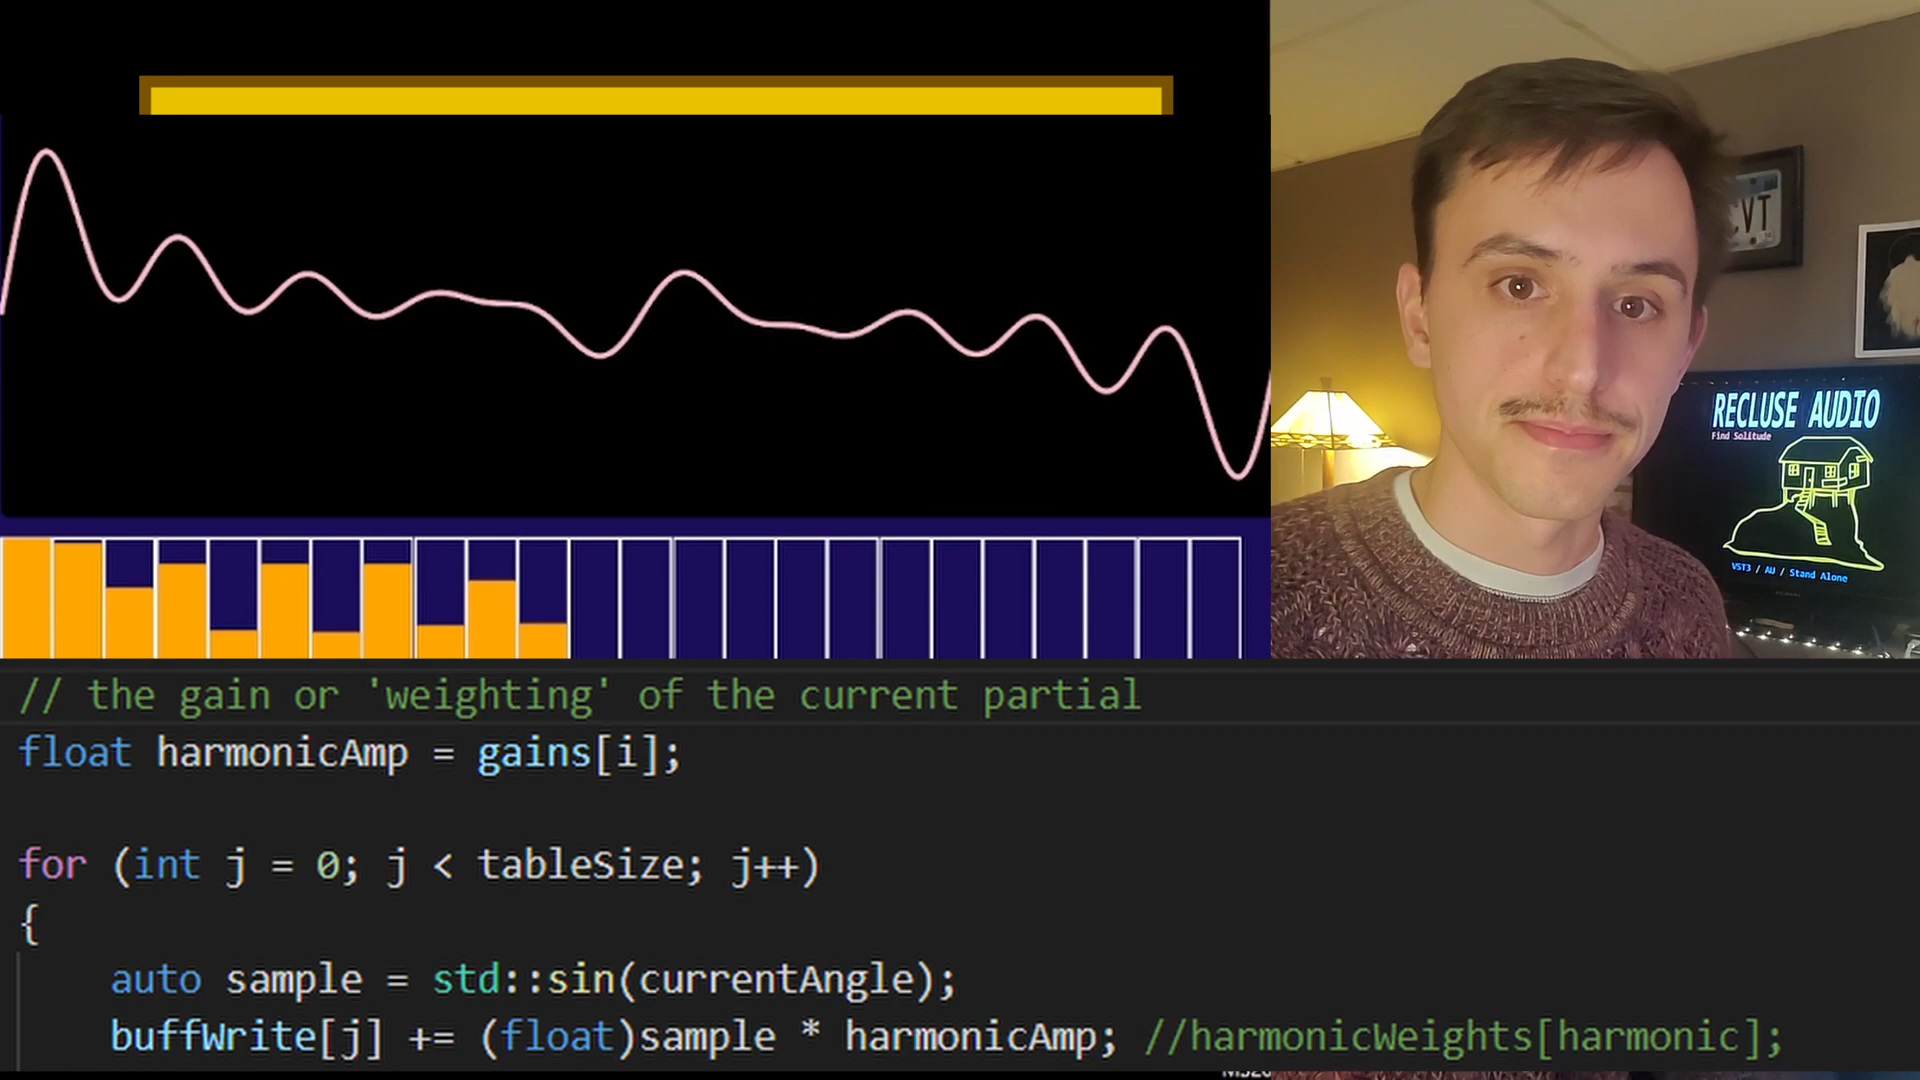 CVT
RECLUSE AUDIO
Find Solitude
VST3 / AU / Stand Alone
// the gain or 'weighting' of the current partial
float harmonicAmp = gains[i];
for (int j = 0; j < tableSize; j++)
{
auto sample = std::sin(currentAngle);
buffWrite[j] += (float)sample * harmonicAmp; //harmonicWeights[harmonic];